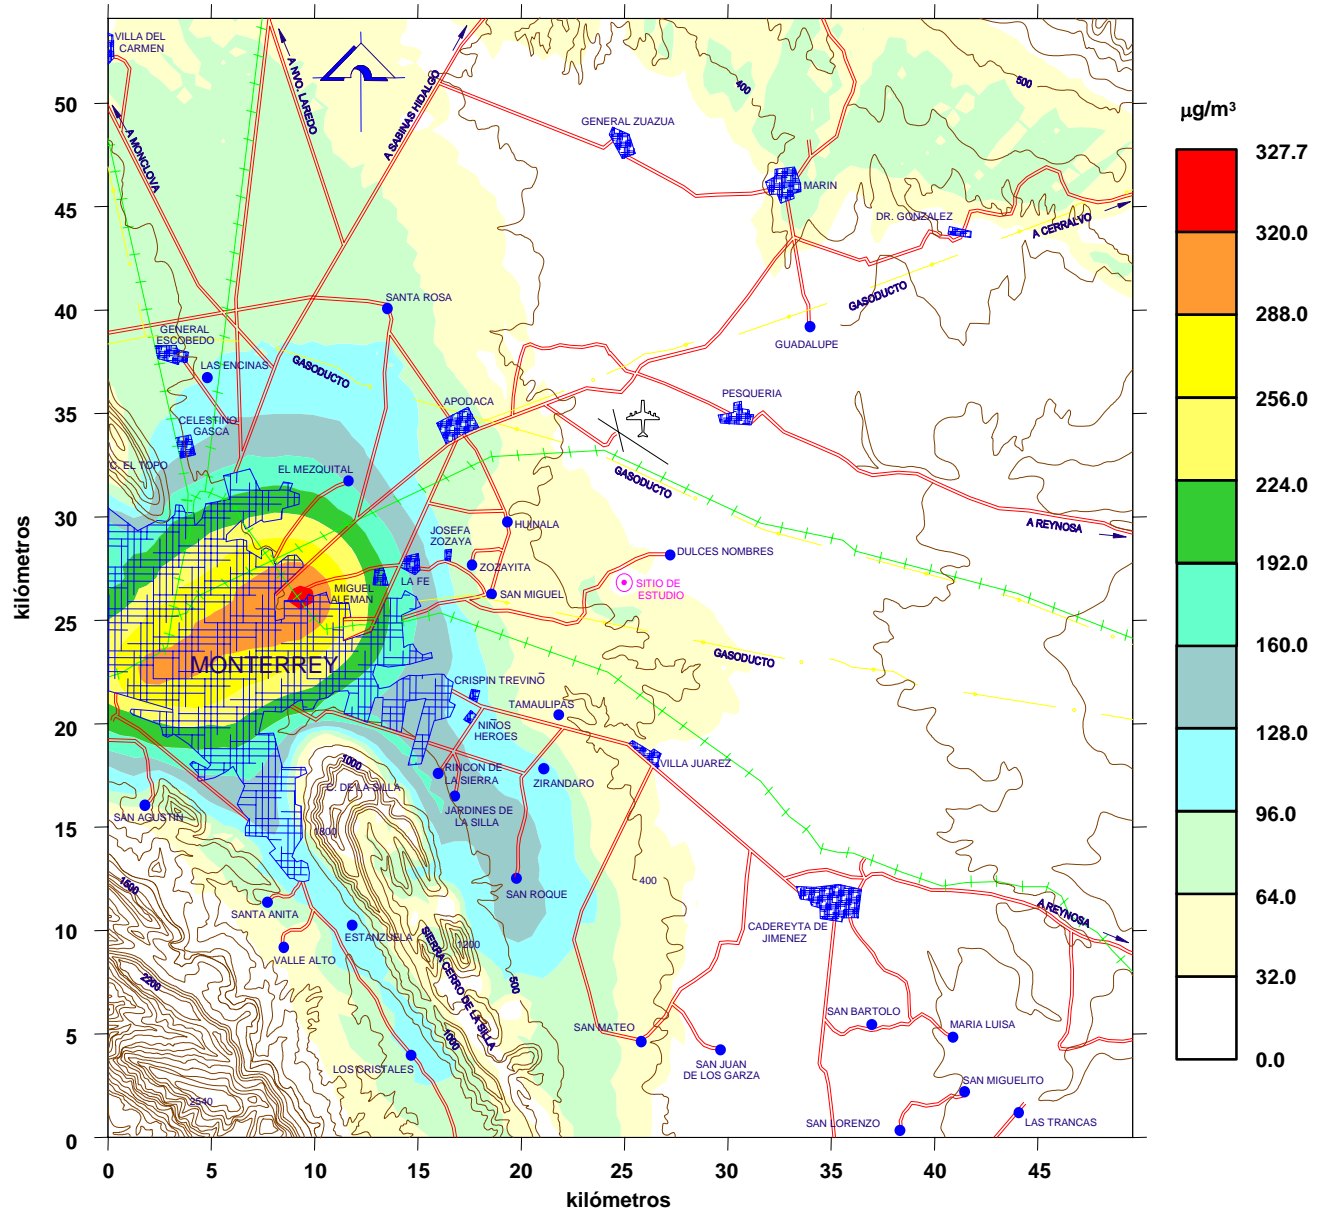 VILLA DEL
CARMEN
A NVO. LAREDO
A SABINAS HIDALGO
A MONCLOVA
GENERAL ZUAZUA
400
500
MARIN
DR. GONZALEZ
A CERRALVO
GASODUCTO
SANTA ROSA
GENERAL
ESCOBEDO
LAS ENCINAS
GASODUCTO
GUADALUPE
APODACA
PESQUERIA
CELESTINO
GASCA
C. EL TOPO
EL MEZQUITAL
GASODUCTO
A REYNOSA
HUINALA
JOSEFA
ZOZAYA
DULCES NOMBRES
ZOZAYITA
LA FE
MIGUEL
ALEMAN
SAN MIGUEL
SITIO DE
ESTUDIO
MONTERREY
GASODUCTO
CRISPIN TREVIÑO
TAMAULIPAS
NIÑOS
HEROES
VILLA JUAREZ
1000
C. DE LA SILLA
RINCON DE
LA SIERRA
ZIRANDARO
SAN AGUSTIN
JARDINES DE
LA SILLA
1800
400
1500
SAN ROQUE
SANTA ANITA
CADEREYTA DE
JIMENEZ
A REYNOSA
ESTANZUELA
VALLE ALTO
SIERRA CERRO DE LA SILLA
1200
2200
500
SAN MATEO
SAN BARTOLO
MARIA LUISA
1000
LOS CRISTALES
SAN JUAN
DE LOS GARZA
SAN MIGUELITO
2540
SAN LORENZO
LAS TRANCAS
50
45
40
35
30
25
20
15
10
5
0
kilómetros
0 5 10 15 20 25 30 35 40 45
kilómetros
µg/m³
327.7
320.0
288.0
256.0
224.0
192.0
160.0
128.0
96.0
64.0
32.0
0.0